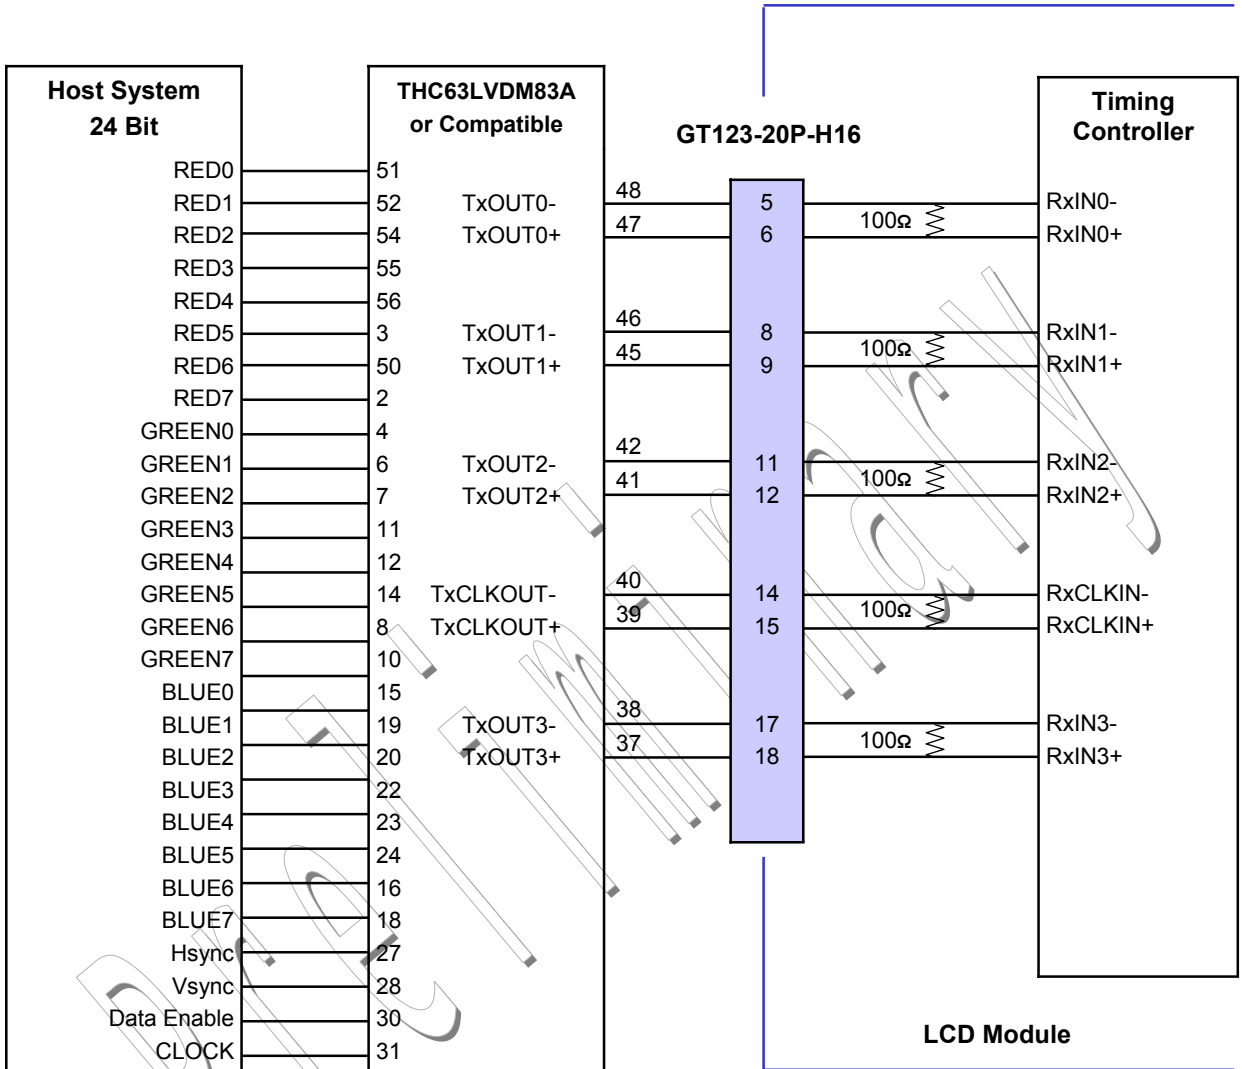 Host System
24 Bit
THC63LVDM83A
or Compatible
GT123-20P-H16
Timing
Controller
RED0 51
RED1 52 TxOUT0- 48 5 RxIN0-
100Ω
RED2 54 TxOUT0+ 47 6 RxIN0+
RED3 55
RED4 56
RED5 3 TxOUT1- 46 8 RxIN1-
100Ω
RED6 50 TxOUT1+ 45 9 RxIN1+
RED7 2
GREEN0 4
GREEN1 6 TxOUT2- 42 11 RxIN2-
100Ω
GREEN2 7 TxOUT2+ 41 12 RxIN2+
GREEN3 11
GREEN4 12
GREEN5 14 TxCLKOUT- 40 14 RxCLKIN-
100Ω
GREEN6 8 TxCLKOUT+ 39 15 RxCLKIN+
GREEN7 10
BLUE0 15
BLUE1 19 TxOUT3- 38 17 RxIN3-
100Ω
BLUE2 20 TxOUT3+ 37 18 RxIN3+
BLUE3 22
BLUE4 23
BLUE5 24
BLUE6 16
BLUE7 18
Hsync 27
Vsync 28
Data Enable 30
CLOCK 31
LCD Module
Preliminary